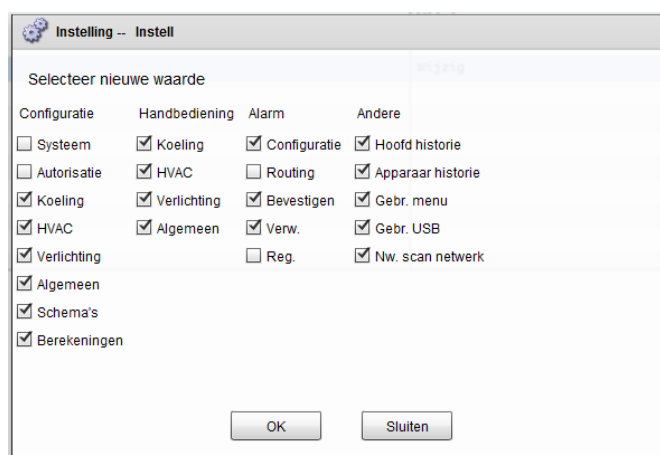 Instelling -- Instell
Wijzig
Selecteer nieuwe waarde
Configuratie Handbediening Alarm Andere
Systeem Koeling Configuratie Hoofd historie
Autorisatie HVAC Routing Apparaar historie
Koeling Verlichting Bevestigen Gebr. menu
HVAC Algemeen Verw. Gebr. USB
Verlichting Reg. Nw. scan netwerk
Algemeen
Schema's
Berekeningen
OK Sluiten